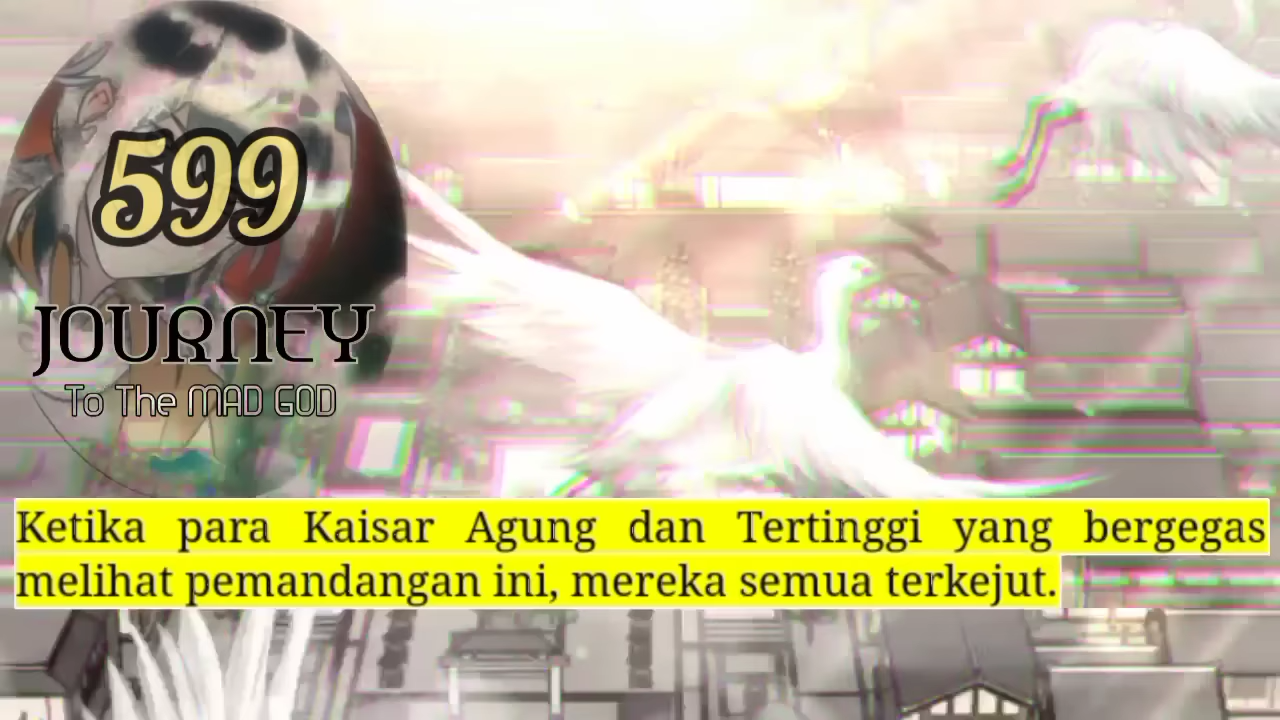 599
JOURNEY
To The MAD GOD
Ketika para Kaisar Agung dan Tertinggi yang bergegas
melihat pemandangan ini, mereka semua terkejut.